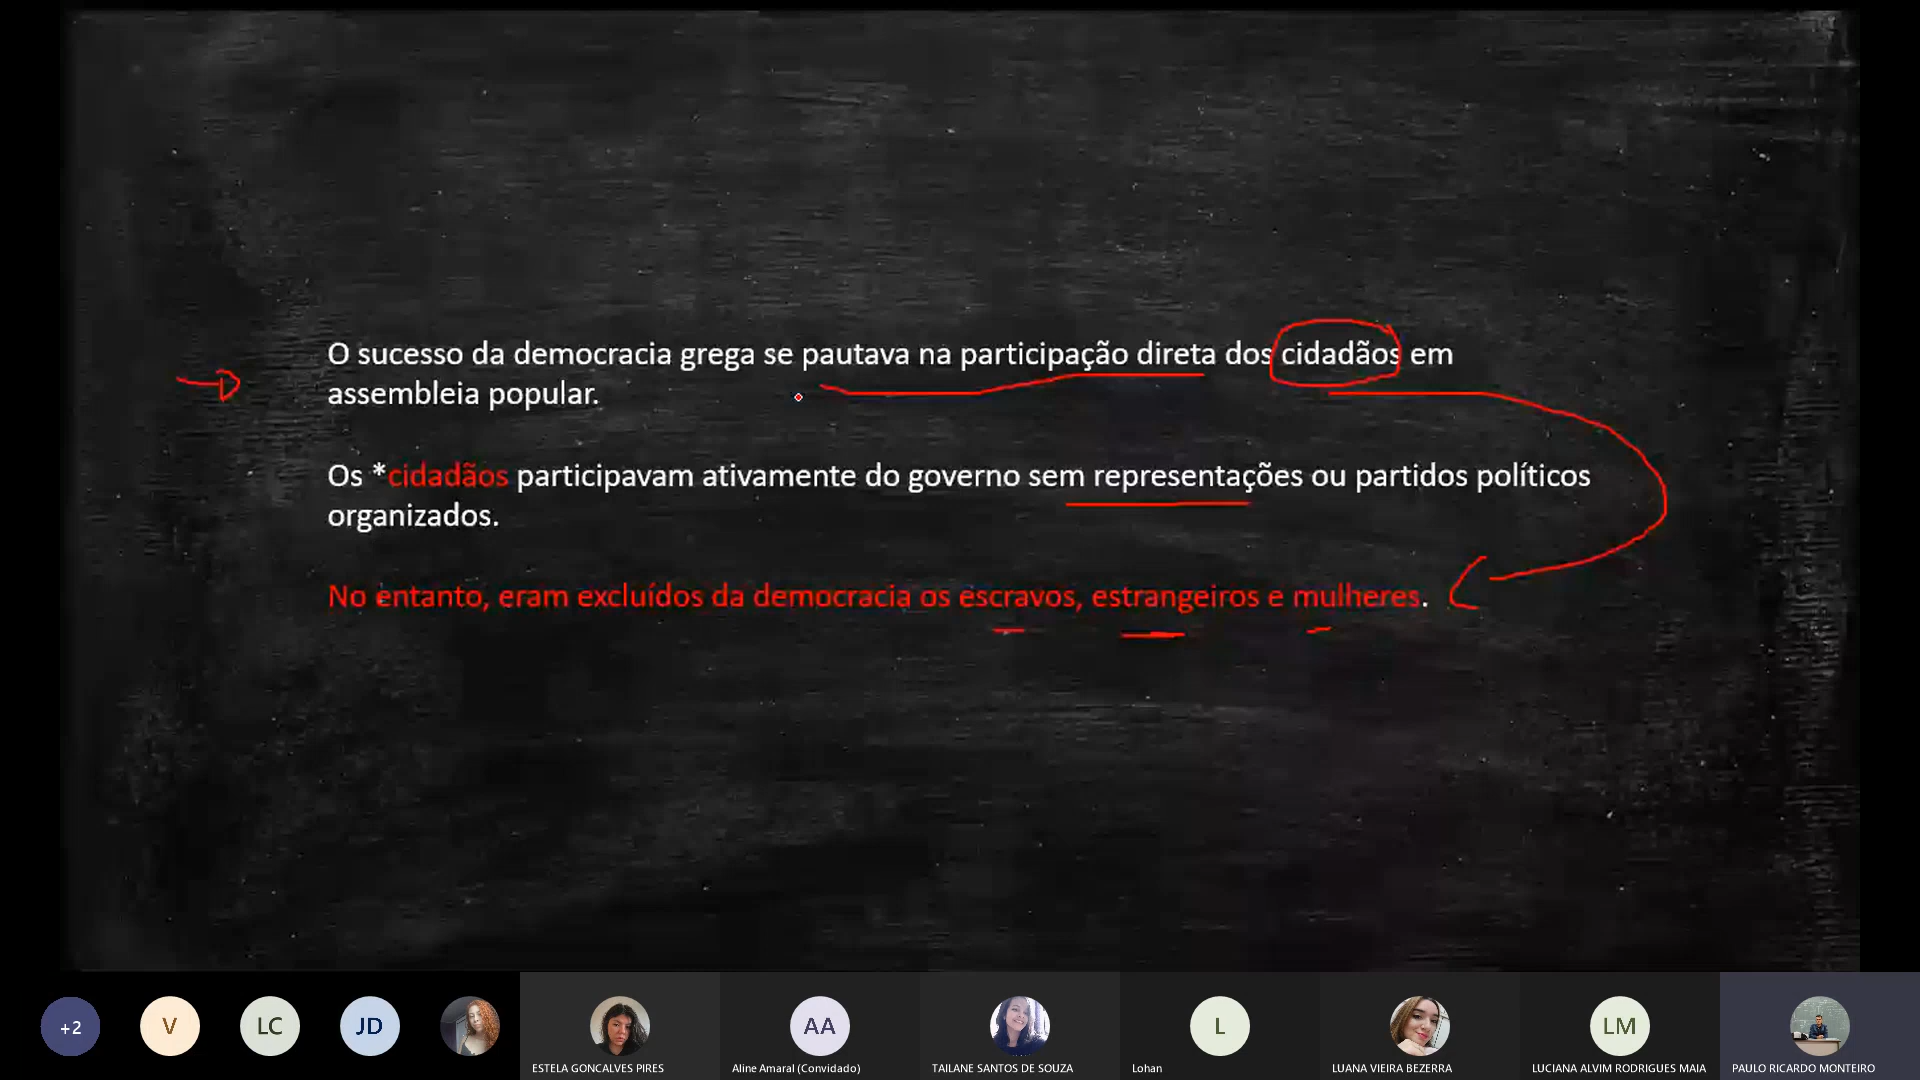 O sucesso da democracia grega se pautava na participação direta dos cidadãos em
assembleia popular.
Os *cidadãos participavam ativamente do governo sem representações ou partidos políticos
organizados.
No entanto, eram excluídos da democracia os escravos, estrangeiros e mulheres.
+2
V
LC
JD
AA
L
LM
ESTELA GONCALVES PIRES
Aline Amaral (Convidado)
TAILANE SANTOS DE SOUZA
Lohan
LUANA VIEIRA BEZERRA
LUCIANA ALVIM RODRIGUES MAIA
PAULO RICARDO MONTEIRO